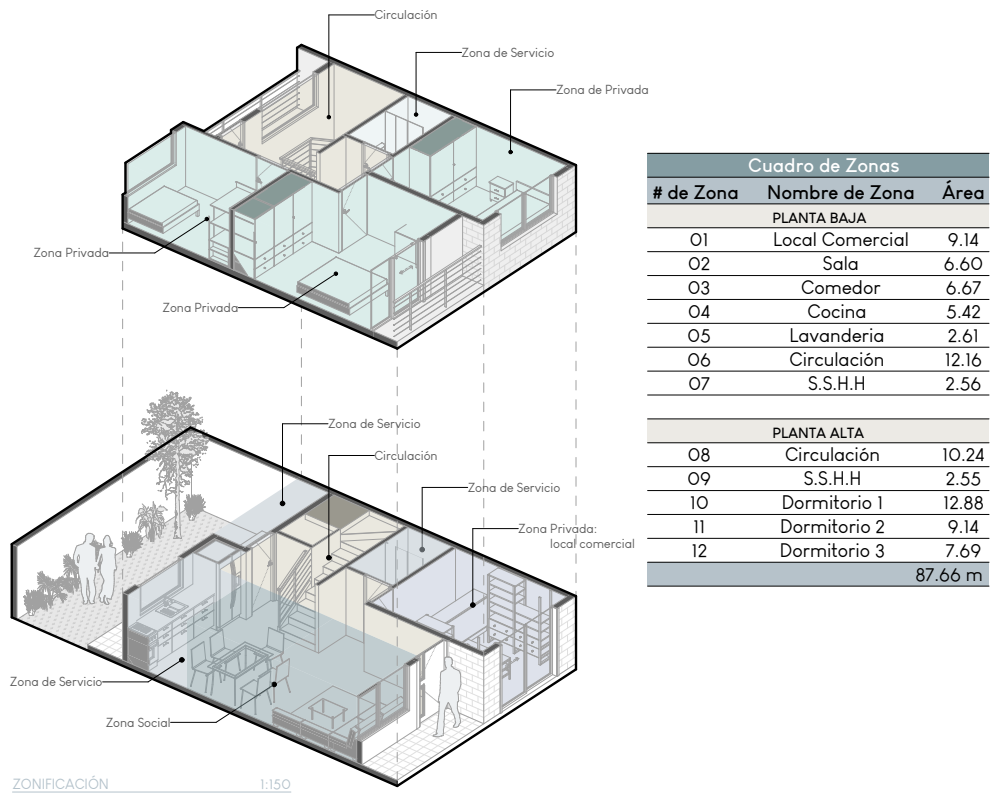 Circulación
Zona de Servicio
Zona de Privada
Zona Privada
Zona Privada
Zona de Servicio
Circulación
Zona de Servicio
Zona Privada:
local comercial
Zona de Servicio
Zona Social
ZONIFICACIÓN 1:150
Cuadro de Zonas
# de Zona Nombre de Zona Área
PLANTA BAJA
01 Local Comercial 9.14
02 Sala 6.60
03 Comedor 6.67
04 Cocina 5.42
05 Lavanderia 2.61
06 Circulación 12.16
07 S.S.H.H 2.56
PLANTA ALTA
08 Circulación 10.24
09 S.S.H.H 2.55
10 Dormitorio 1 12.88
11 Dormitorio 2 9.14
12 Dormitorio 3 7.69
87.66 m